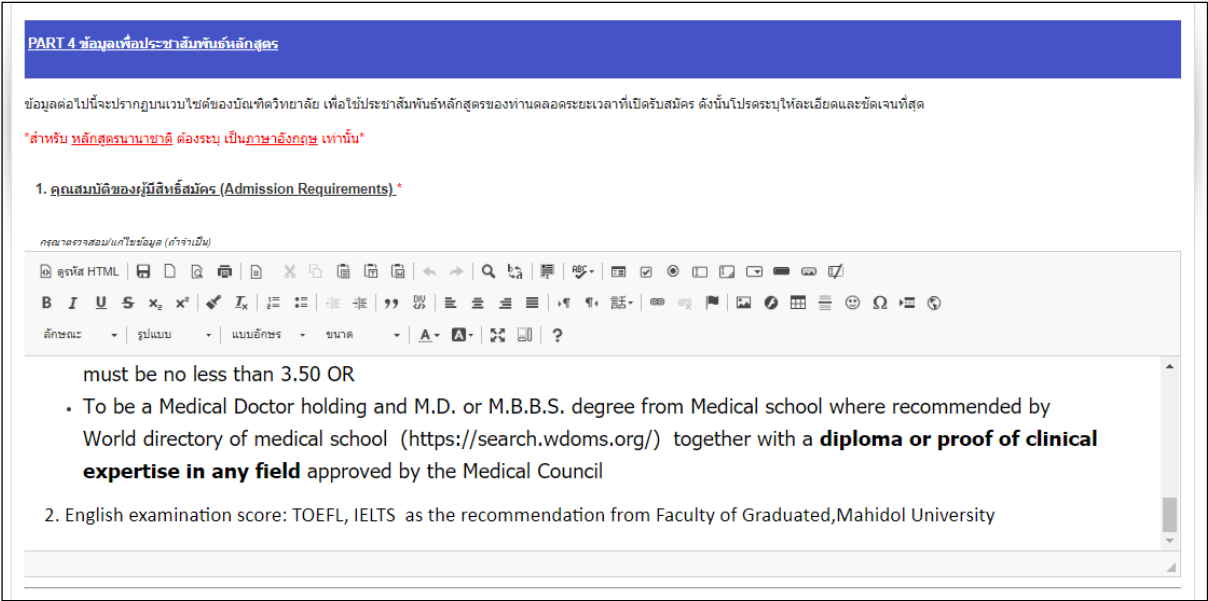 PART 4 ข้อมูลเพื่อประชาสัมพันธ์หลักสูตร
ข้อมูลต่อไปนี้จะปรากฏบนเวบไซต์ของบัณฑิตวิทยาลัย เพื่อใช้ประชาสัมพันธ์หลักสูตรของท่านตลอดระยะเวลาที่เปิดรับสมัคร ดังนั้นโปรดระบุให้ละเอียดและชัดเจนที่สุด
*สำหรับ หลักสูตรนานาชาติ ต้องระบุ เป็นภาษาอังกฤษ เท่านั้น*
1. คุณสมบัติของผู้มีสิทธิ์สมัคร (Admission Requirements) *
กรุณาตรวจสอบ/แก้ไขข้อมูล (ถ้าจำเป็น)
ดูรหัส HTML
ลักษณะ รูปแบบ แบบอักษร ขนาด
must be no less than 3.50 OR
• To be a Medical Doctor holding and M.D. or M.B.B.S. degree from Medical school where recommended by
World directory of medical school (https://search.wdoms.org/) together with a diploma or proof of clinical
expertise in any field approved by the Medical Council
2. English examination score: TOEFL, IELTS as the recommendation from Faculty of Graduated,Mahidol University